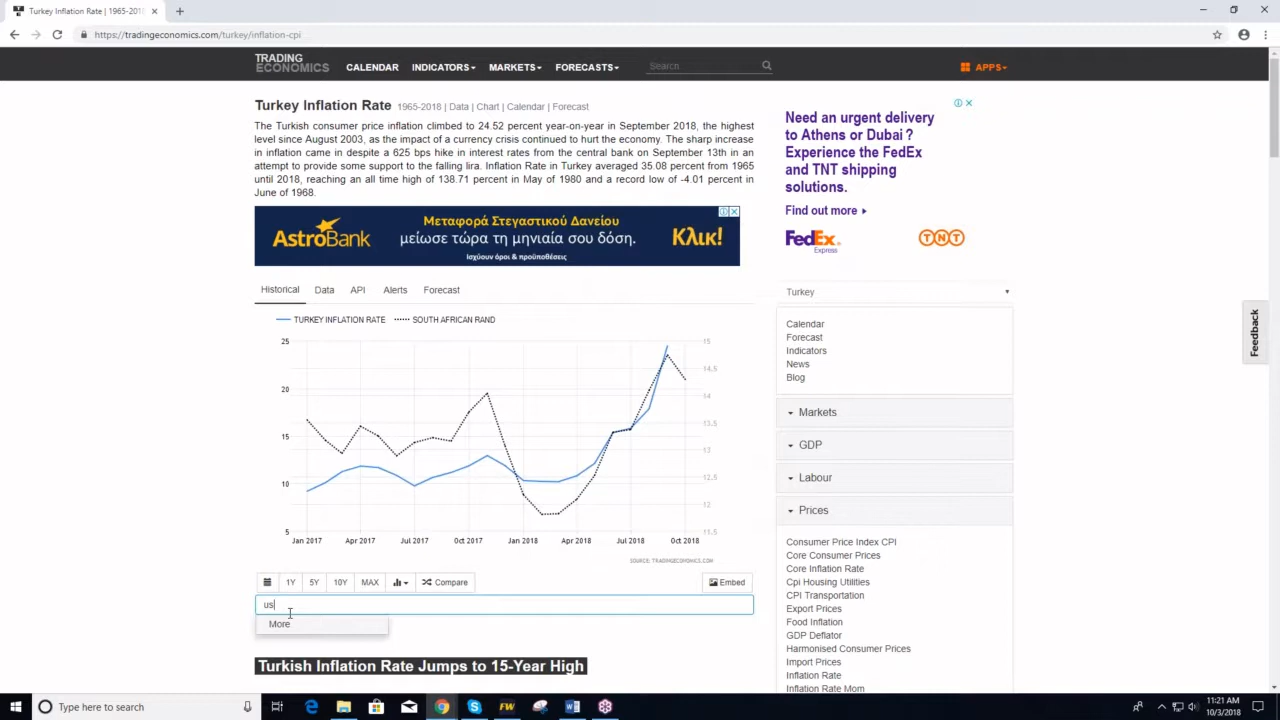 Turkey Inflation Rate | 1965-2018
https://tradingeconomics.com/turkey/inflation-cpi
TRADING
ECONOMICS
CALENDAR
INDICATORS
MARKETS
FORECASTS
Search
APPS
Turkey Inflation Rate 1965-2018 | Data | Chart | Calendar | Forecast
The Turkish consumer price inflation climbed to 24.52 percent year-on-year in September 2018, the highest
level since August 2003, as the impact of a currency crisis continued to hurt the economy. The sharp increase
in inflation came in despite a 625 bps hike in interest rates from the central bank on September 13th in an
attempt to provide some support to the falling lira. Inflation Rate in Turkey averaged 35.08 percent from 1965
until 2018, reaching an all time high of 138.71 percent in May of 1980 and a record low of -4.01 percent in
June of 1968.
AstroBank
Μεταφορά Στεγαστικού Δανείου
μείωσε τώρα τη μηνιαία σου δόση.
Ισχύουν όροι & προϋποθέσεις
Κλικ!
Need an urgent delivery
to Athens or Dubai?
Experience the FedEx
and TNT shipping
solutions.
Find out more
FedEx
Express
TNT
Historical
Data
API
Alerts
Forecast
TURKEY INFLATION RATE
SOUTH AFRICAN RAND
25
20
15
10
5
15
14.5
14
13.5
13
12.5
12
11.5
Jan 2017
Apr 2017
Jul 2017
Oct 2017
Jan 2018
Apr 2018
Jul 2018
Oct 2018
SOURCE: TRADINGECONOMICS.COM
1Y
5Y
10Y
MAX
Compare
Embed
us
More
Turkish Inflation Rate Jumps to 15-Year High
Turkey
Calendar
Forecast
Indicators
News
Blog
Markets
GDP
Labour
Prices
Consumer Price Index CPI
Core Consumer Prices
Core Inflation Rate
Cpi Housing Utilities
CPI Transportation
Export Prices
Food Inflation
GDP Deflator
Harmonised Consumer Prices
Import Prices
Inflation Rate
Inflation Rate Mom
Feedback
Type here to search
FW
11:21 AM
10/3/2018